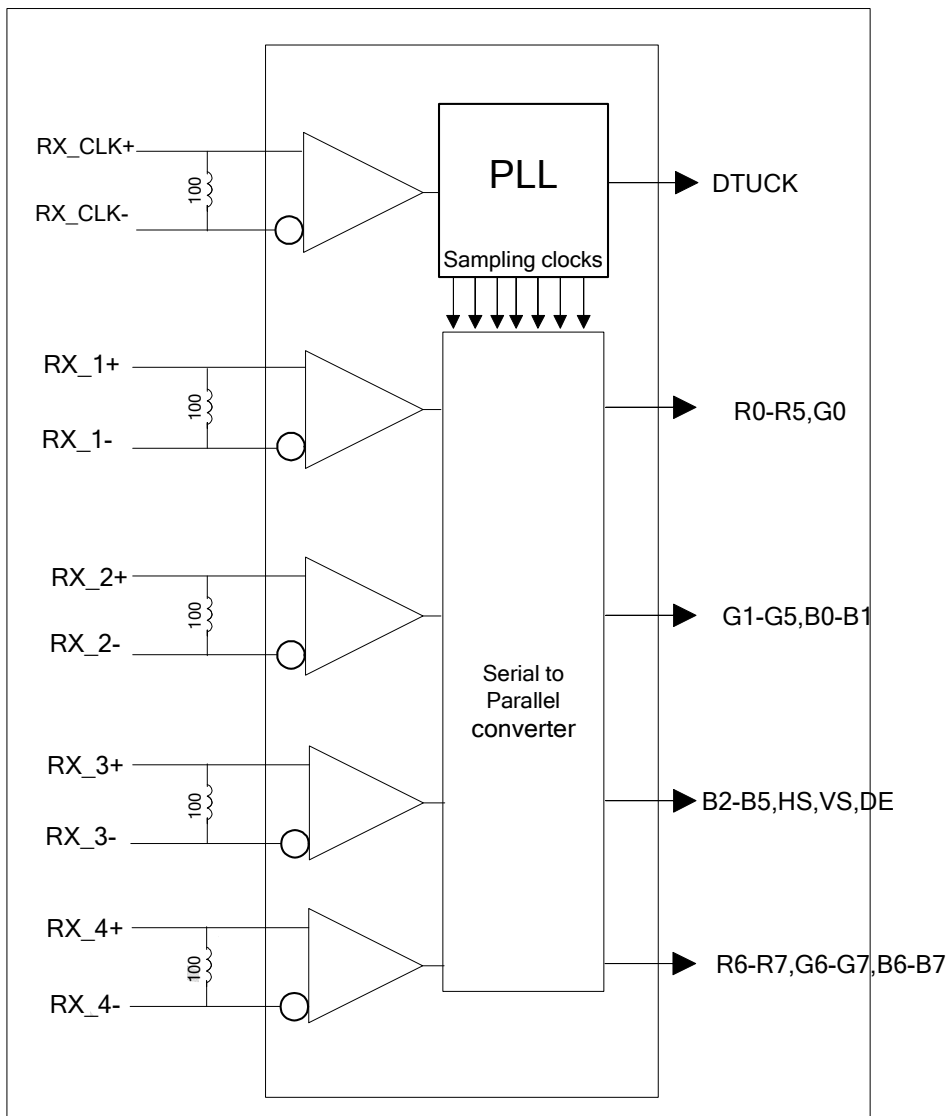 RX_CLK+
100
RX_CLK-
PLL
Sampling clocks
DTUCK
RX_1+
100
RX_1-
R0-R5,G0
RX_2+
100
RX_2-
G1-G5,B0-B1
Serial to
Parallel
converter
RX_3+
100
RX_3-
B2-B5,HS,VS,DE
RX_4+
100
RX_4-
R6-R7,G6-G7,B6-B7